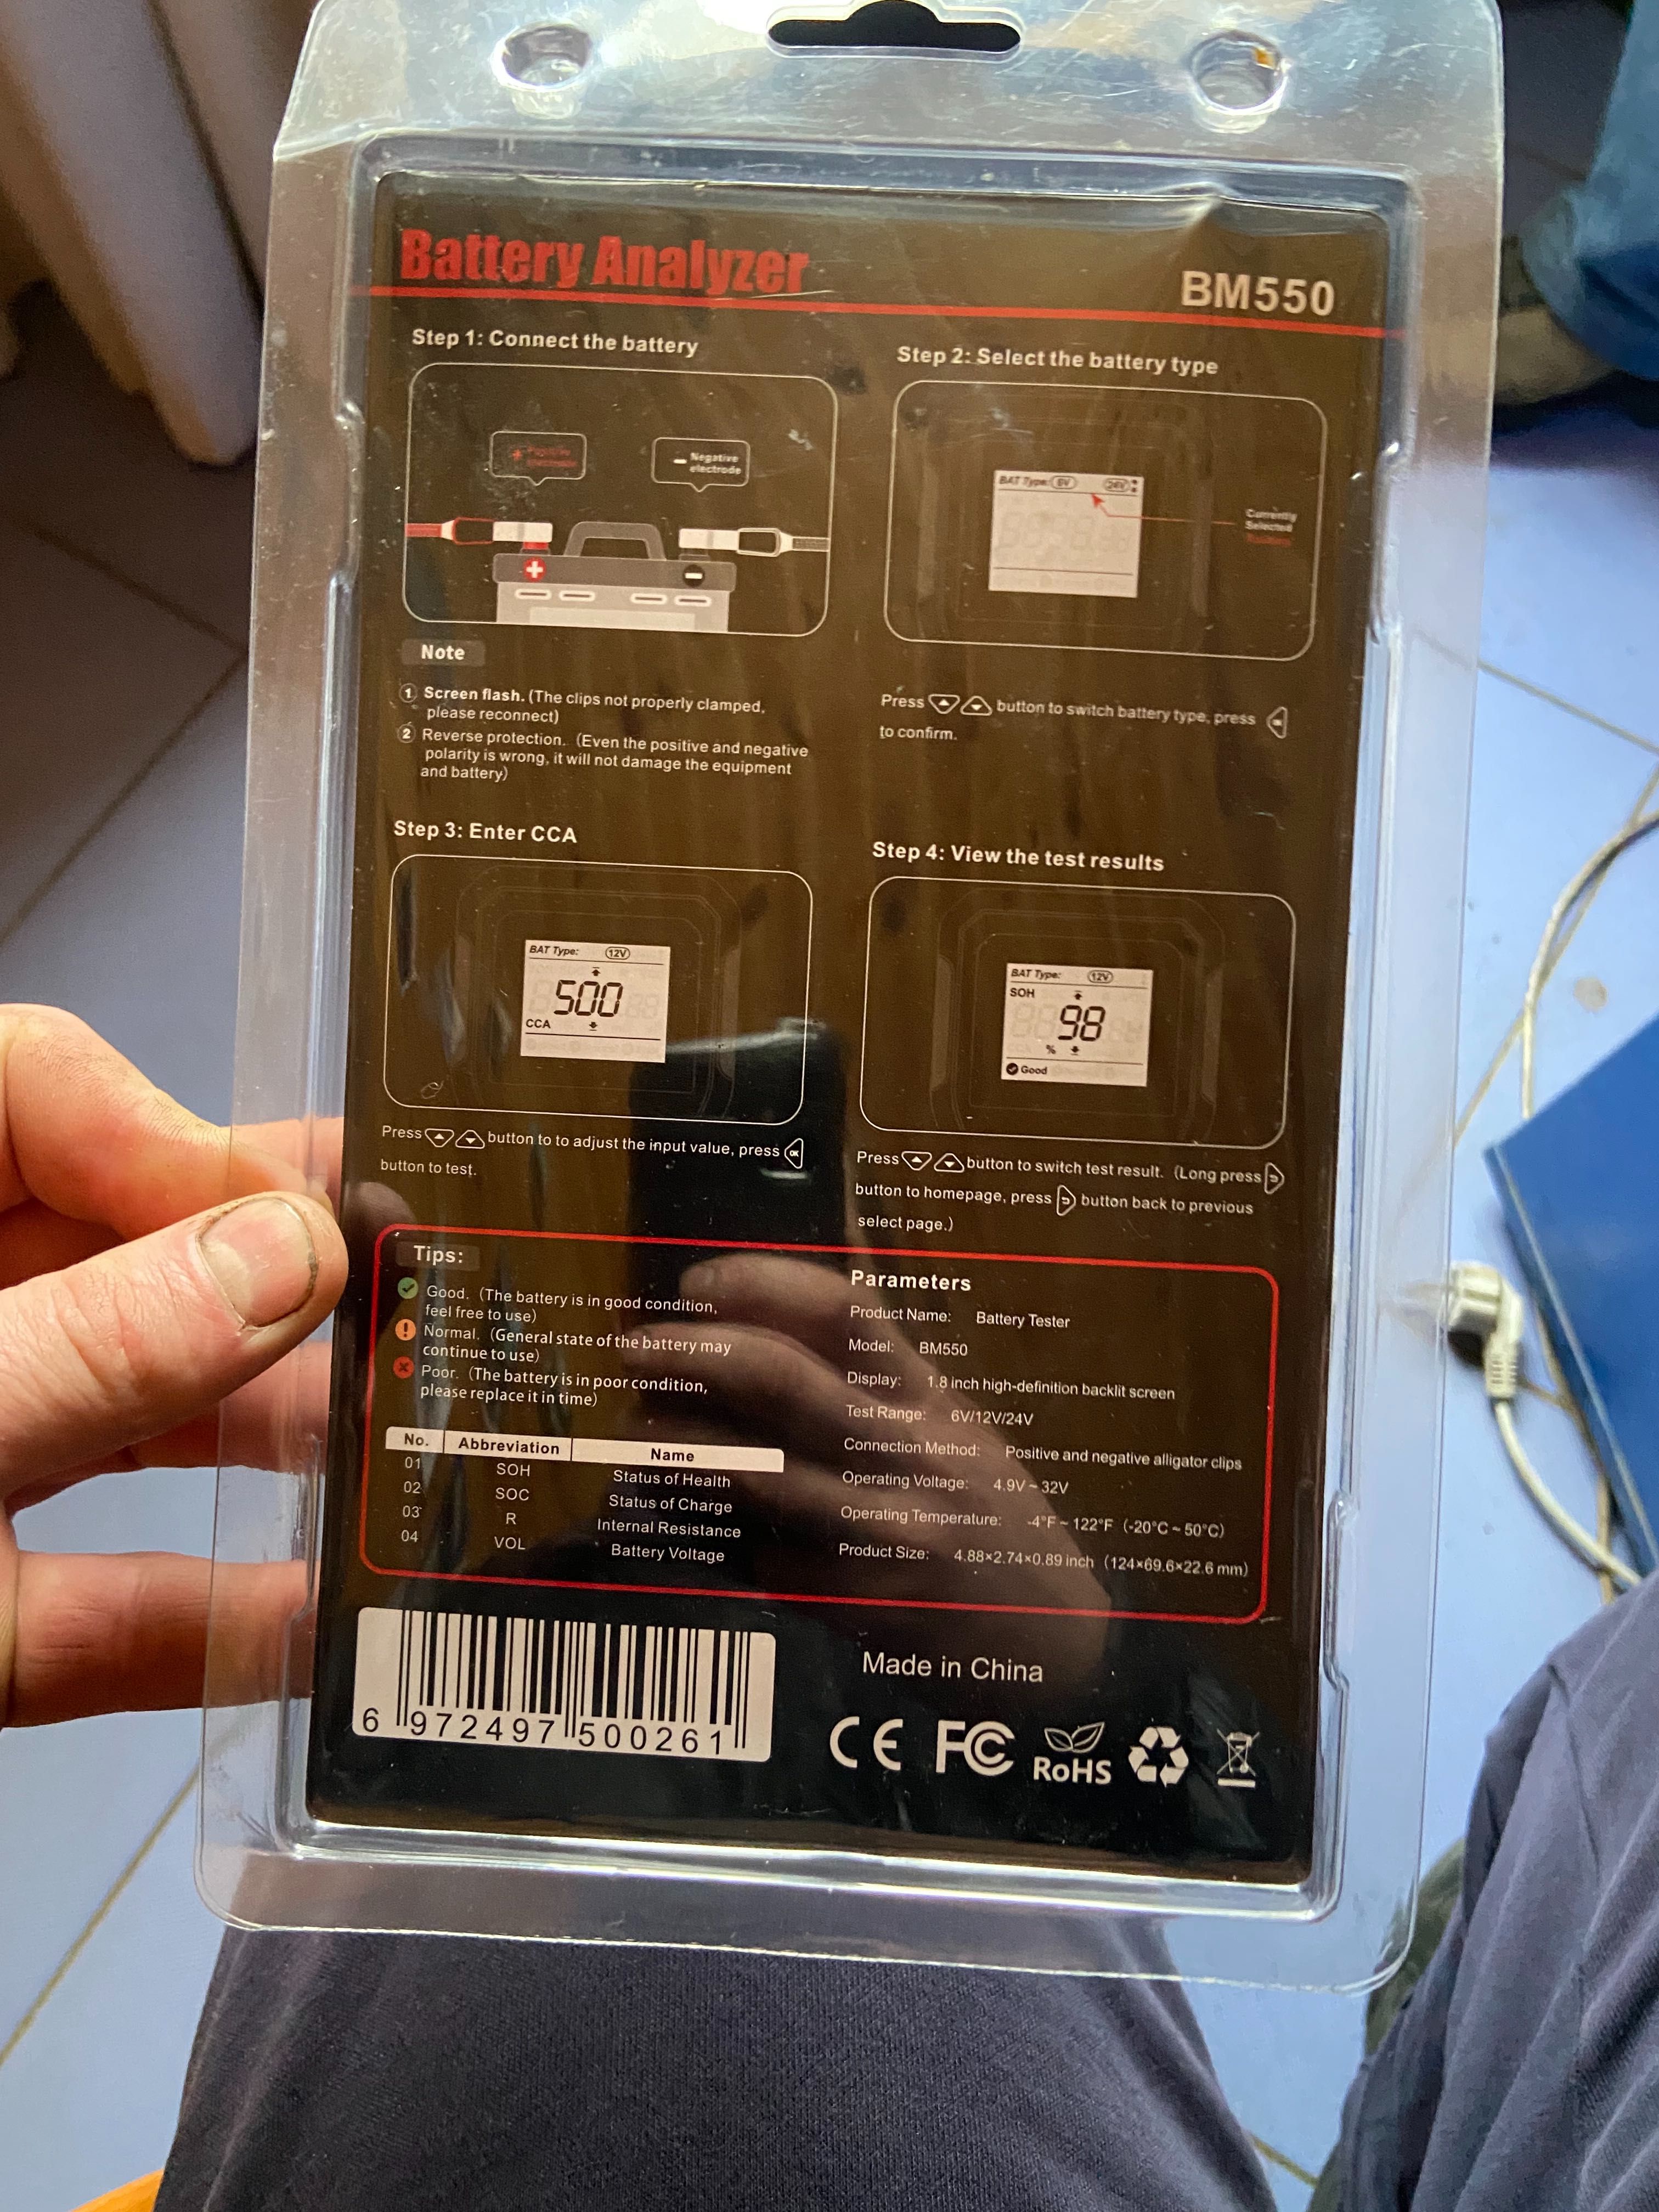 Battery Analyzer
BM550
Step 1: Connect the battery
+
− Negative
electrode
+ −
Note
1 Screen flash. (The clips not properly clamped,
please reconnect)
2 Reverse protection. (Even the positive and negative
polarity is wrong, it will not damage the equipment
and battery)
Step 2: Select the battery type
BAT Type: 6V 24V
Currently
Selected
Press button to switch battery type, press
to confirm.
Step 3: Enter CCA
BAT Type: 12V
500
CCA
Press button to to adjust the input value, press OK
button to test.
Step 4: View the test results
BAT Type: 12V
SOH
98
%
Good
Press button to switch test result. (Long press
button to homepage, press button back to previous
select page.)
Tips:
Good. (The battery is in good condition,
feel free to use)
Normal. (General state of the battery may
continue to use)
Poor. (The battery is in poor condition,
please replace it in time)
No. Abbreviation Name
01 SOH Status of Health
02 SOC Status of Charge
03 R Internal Resistance
04 VOL Battery Voltage
Parameters
Product Name: Battery Tester
Model: BM550
Display: 1.8 inch high-definition backlit screen
Test Range: 6V/12V/24V
Connection Method: Positive and negative alligator clips
Operating Voltage: 4.9V ~ 32V
Operating Temperature: -4°F ~ 122°F (-20°C ~ 50°C)
Product Size: 4.88×2.74×0.89 inch (124×69.6×22.6 mm)
6 972497 500261
Made in China
CE FC RoHS